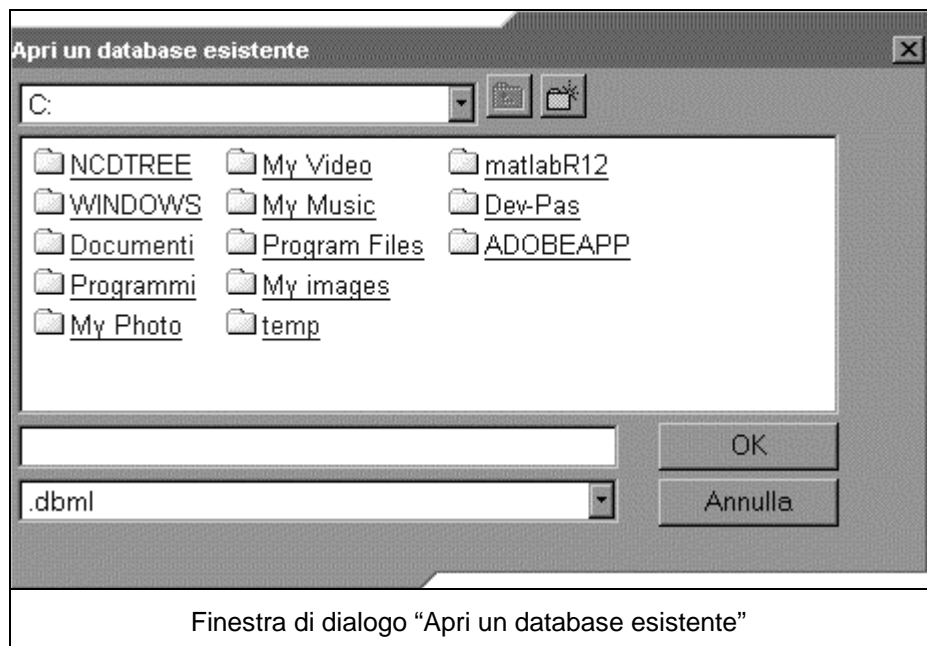 Apri un database esistente
C:
NCDTREE My Video matlabR12
WINDOWS My Music Dev-Pas
Documenti Program Files ADOBEAPP
Programmi My images
My Photo temp
OK
.dbml Annulla
Finestra di dialogo “Apri un database esistente”